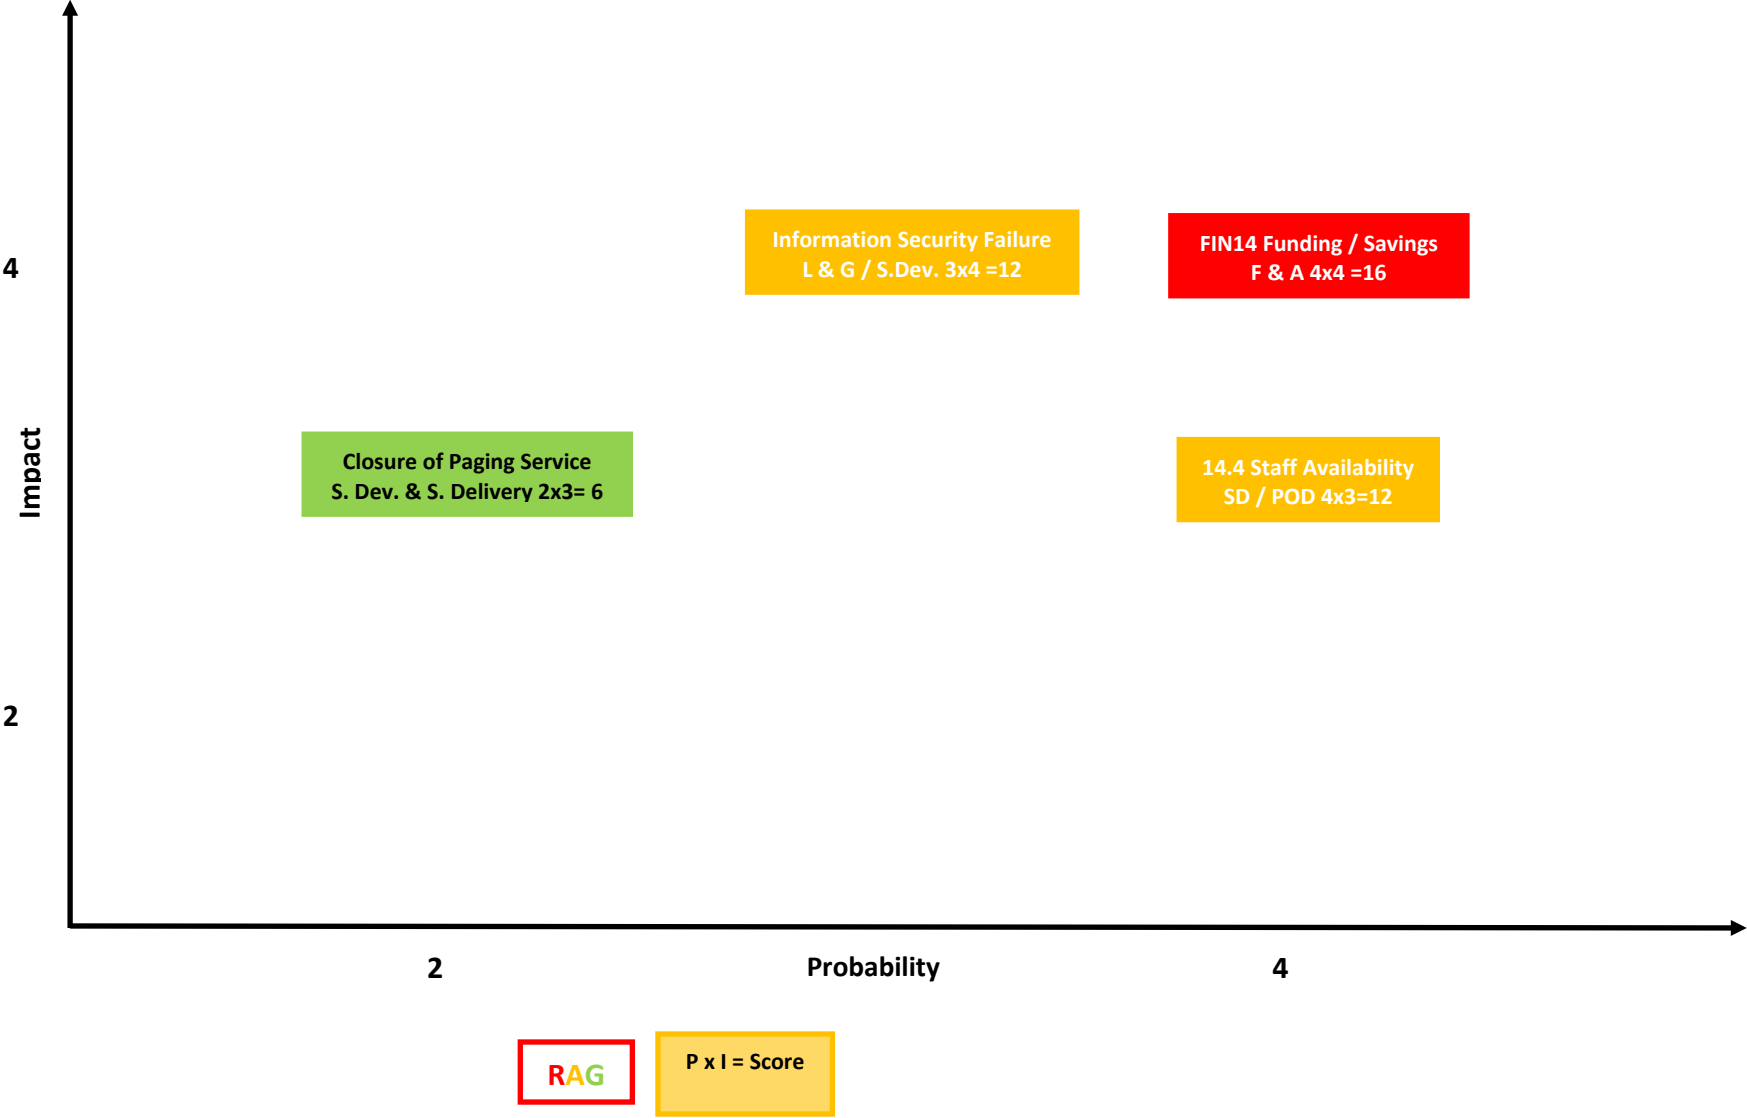 Information Security Failure
L & G / S.Dev. 3x4 =12
FIN14 Funding / Savings
F & A 4x4 =16
4
Impact
Closure of Paging Service
S. Dev. & S. Delivery 2x3= 6
14.4 Staff Availability
SD / POD 4x3=12
2
2
Probability
4
RAG
P x I = Score